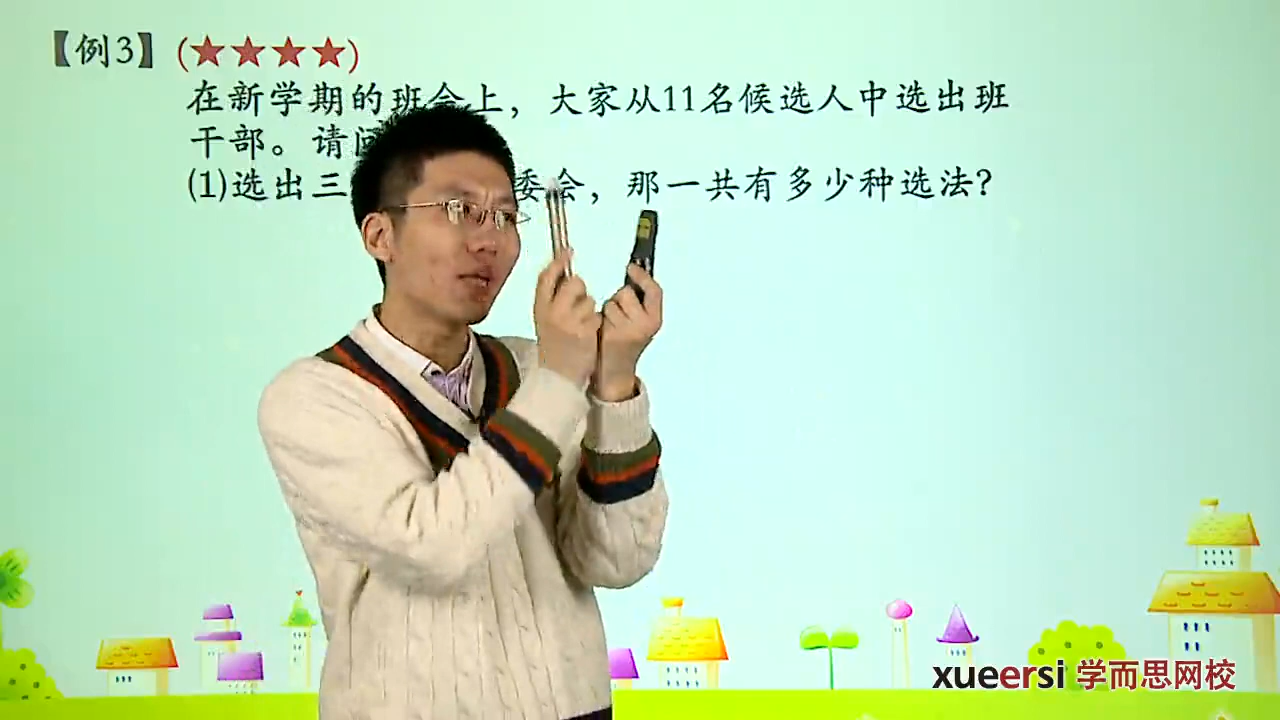 【例3】(★★★★)
在新学期的班会上，大家从11名候选人中选出班
干部。请问
(1)选出三委会，那一共有多少种选法？
xueersi 学而思网校